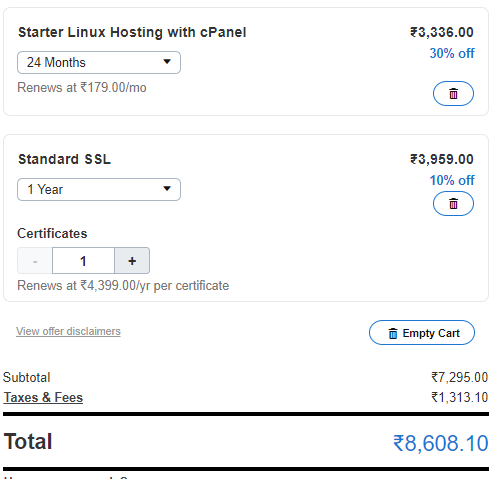 Starter Linux Hosting with cPanel ₹3,336.00
30% off
24 Months
Renews at ₹179.00/mo
Standard SSL ₹3,959.00
10% off
1 Year
Certificates
- 1 +
Renews at ₹4,399.00/yr per certificate
View offer disclaimers Empty Cart
Subtotal ₹7,295.00
Taxes & Fees ₹1,313.10
Total ₹8,608.10